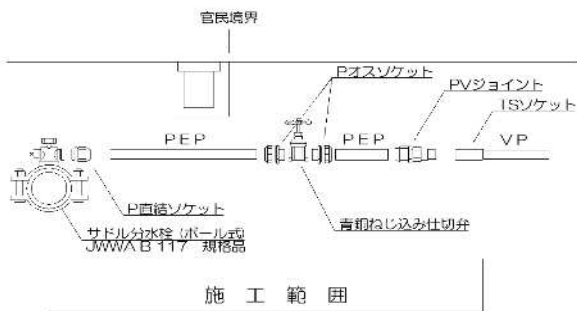 官民境界
Pオスソケット
PVジョイント
TSソケット
PEP
PEP
VP
P直結ソケット
サドル分水栓 (ボール式)
JWWA B 117 規格品
青銅ねじ込み仕切弁
施工範囲